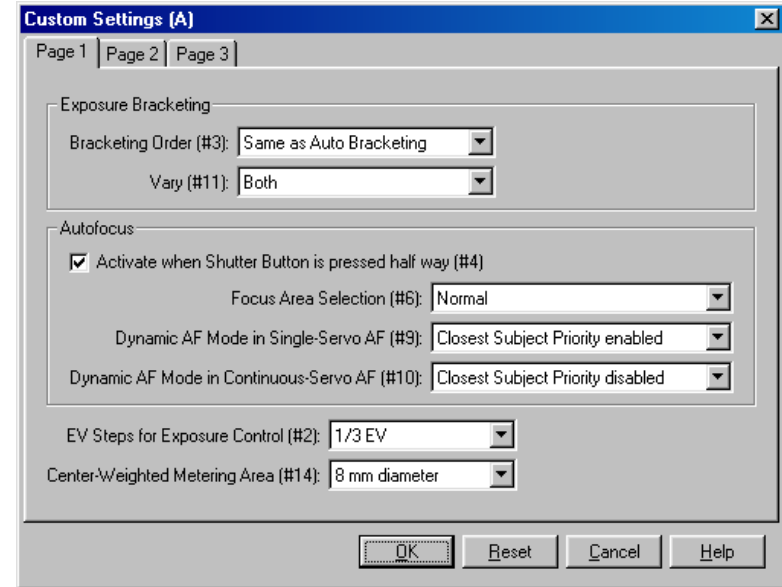 Custom Settings (A)
Page 1 Page 2 Page 3
Exposure Bracketing
Bracketing Order (#3): Same as Auto Bracketing
Vary (#11): Both
Autofocus
Activate when Shutter Button is pressed half way (#4)
Focus Area Selection (#6): Normal
Dynamic AF Mode in Single-Servo AF (#9): Closest Subject Priority enabled
Dynamic AF Mode in Continuous-Servo AF (#10): Closest Subject Priority disabled
EV Steps for Exposure Control (#2): 1/3 EV
Center-Weighted Metering Area (#14): 8 mm diameter
OK Reset Cancel Help